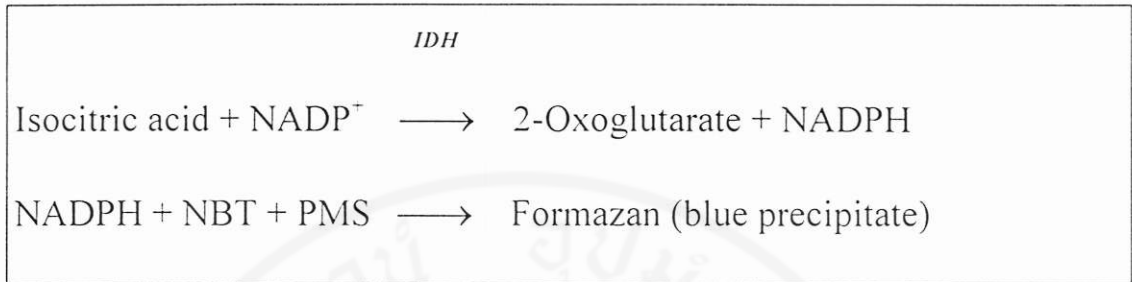 IDH
Isocitric acid + NADP⁺ ⟶ 2-Oxoglutarate + NADPH
NADPH + NBT + PMS ⟶ Formazan (blue precipitate)